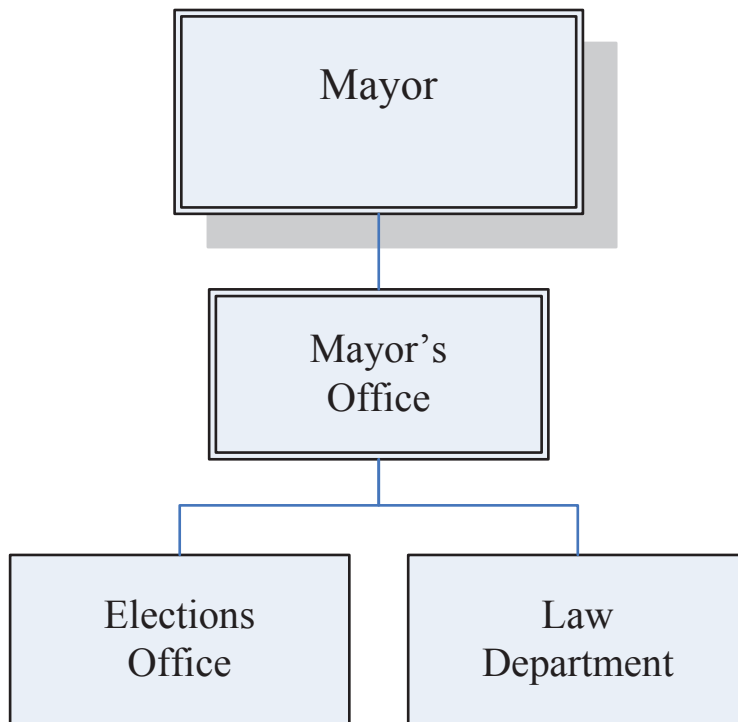 Mayor
Mayor’s
Office
Elections
Office
Law
Department